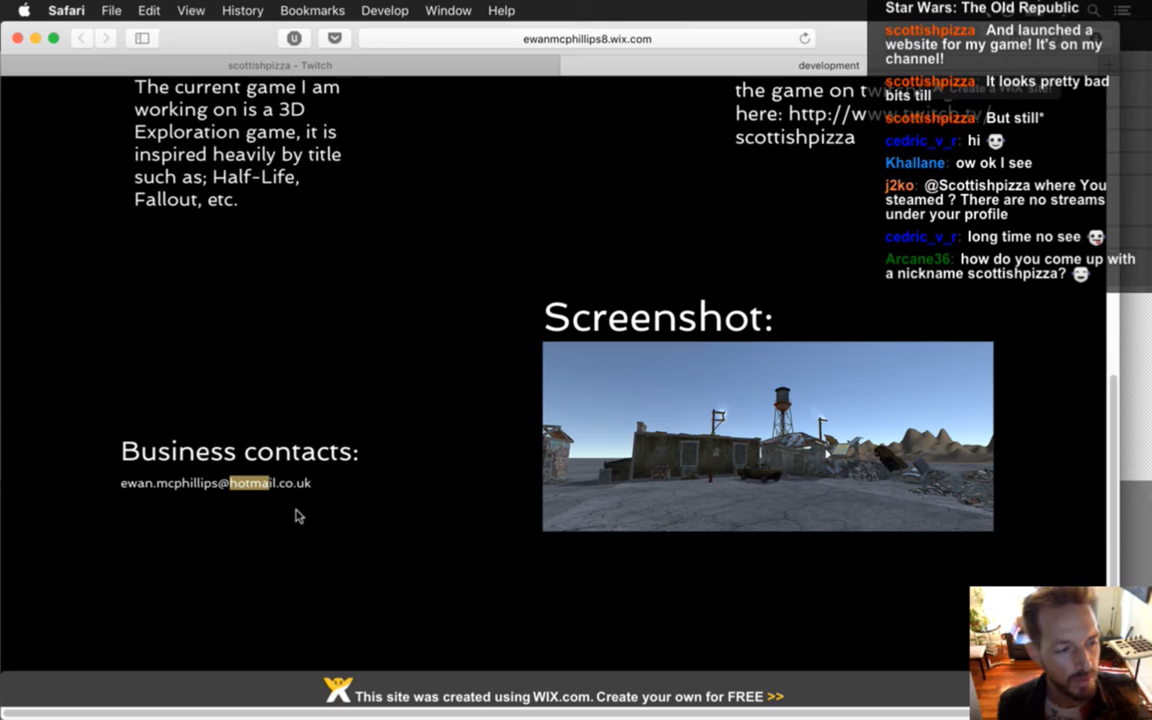 Safari File Edit View History Bookmarks Develop Window Help
ewanmcphillips8.wix.com
scottishpizza - Twitch
development
The current game I am
working on is a 3D
Exploration game, it is
inspired heavily by title
such as; Half-Life,
Fallout, etc.
the game on
here: http://
scottishpizza
Screenshot:
Business contacts:
ewan.mcphillips@hotmail.co.uk
Star Wars: The Old Republic
scottishpizza: And launched a
website for my game! It's on my
channel!
scottishpizza: It looks pretty bad
bits till
scottishpizza: But still*
cedric_v_r: hi
Khallane: ow ok I see
j2ko: @Scottishpizza where You
steamed ? There are no streams
under your profile
cedric_v_r: long time no see
Arcane36: how do you come up with
a nickname scottishpizza?
This site was created using WIX.com. Create your own for FREE >>